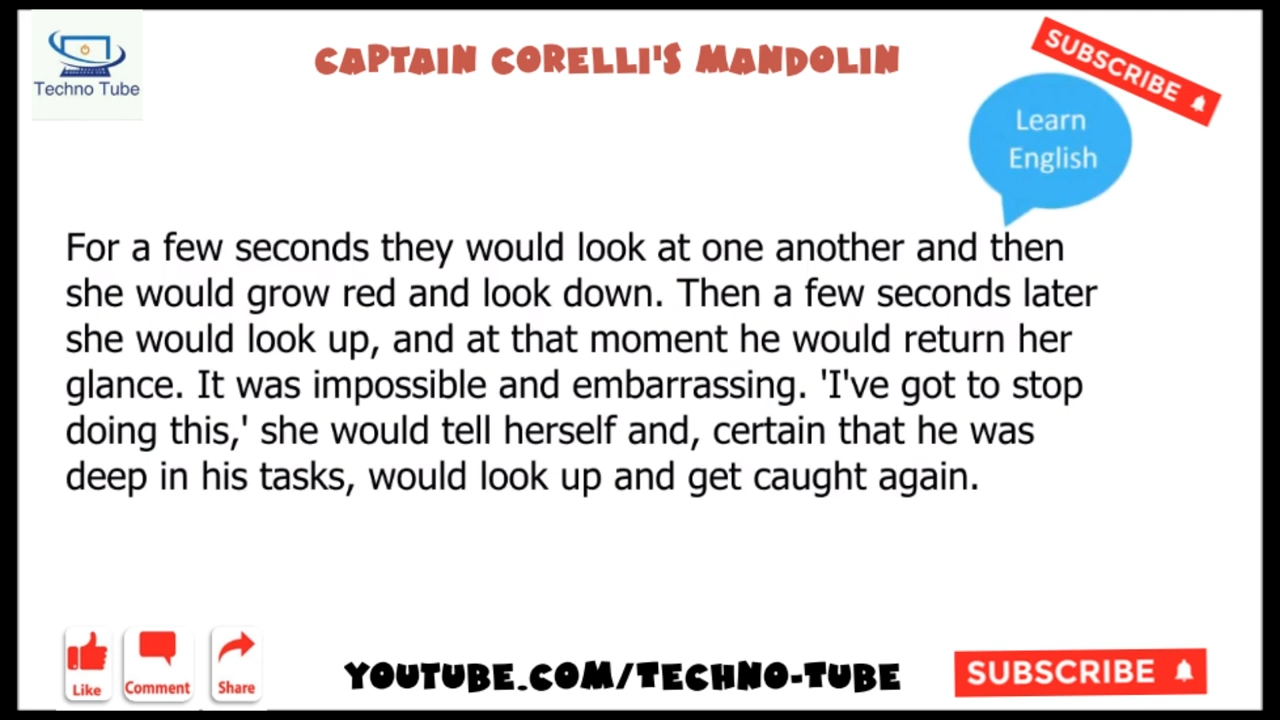 CAPTAIN CORELLI'S MANDOLIN
SUBSCRIBE
Techno Tube
Learn
English
For a few seconds they would look at one another and then
she would grow red and look down. Then a few seconds later
she would look up, and at that moment he would return her
glance. It was impossible and embarrassing. 'I've got to stop
doing this,' she would tell herself and, certain that he was
deep in his tasks, would look up and get caught again.
Like
Comment
Share
YOUTUBE.COM/TECHNO-TUBE
SUBSCRIBE